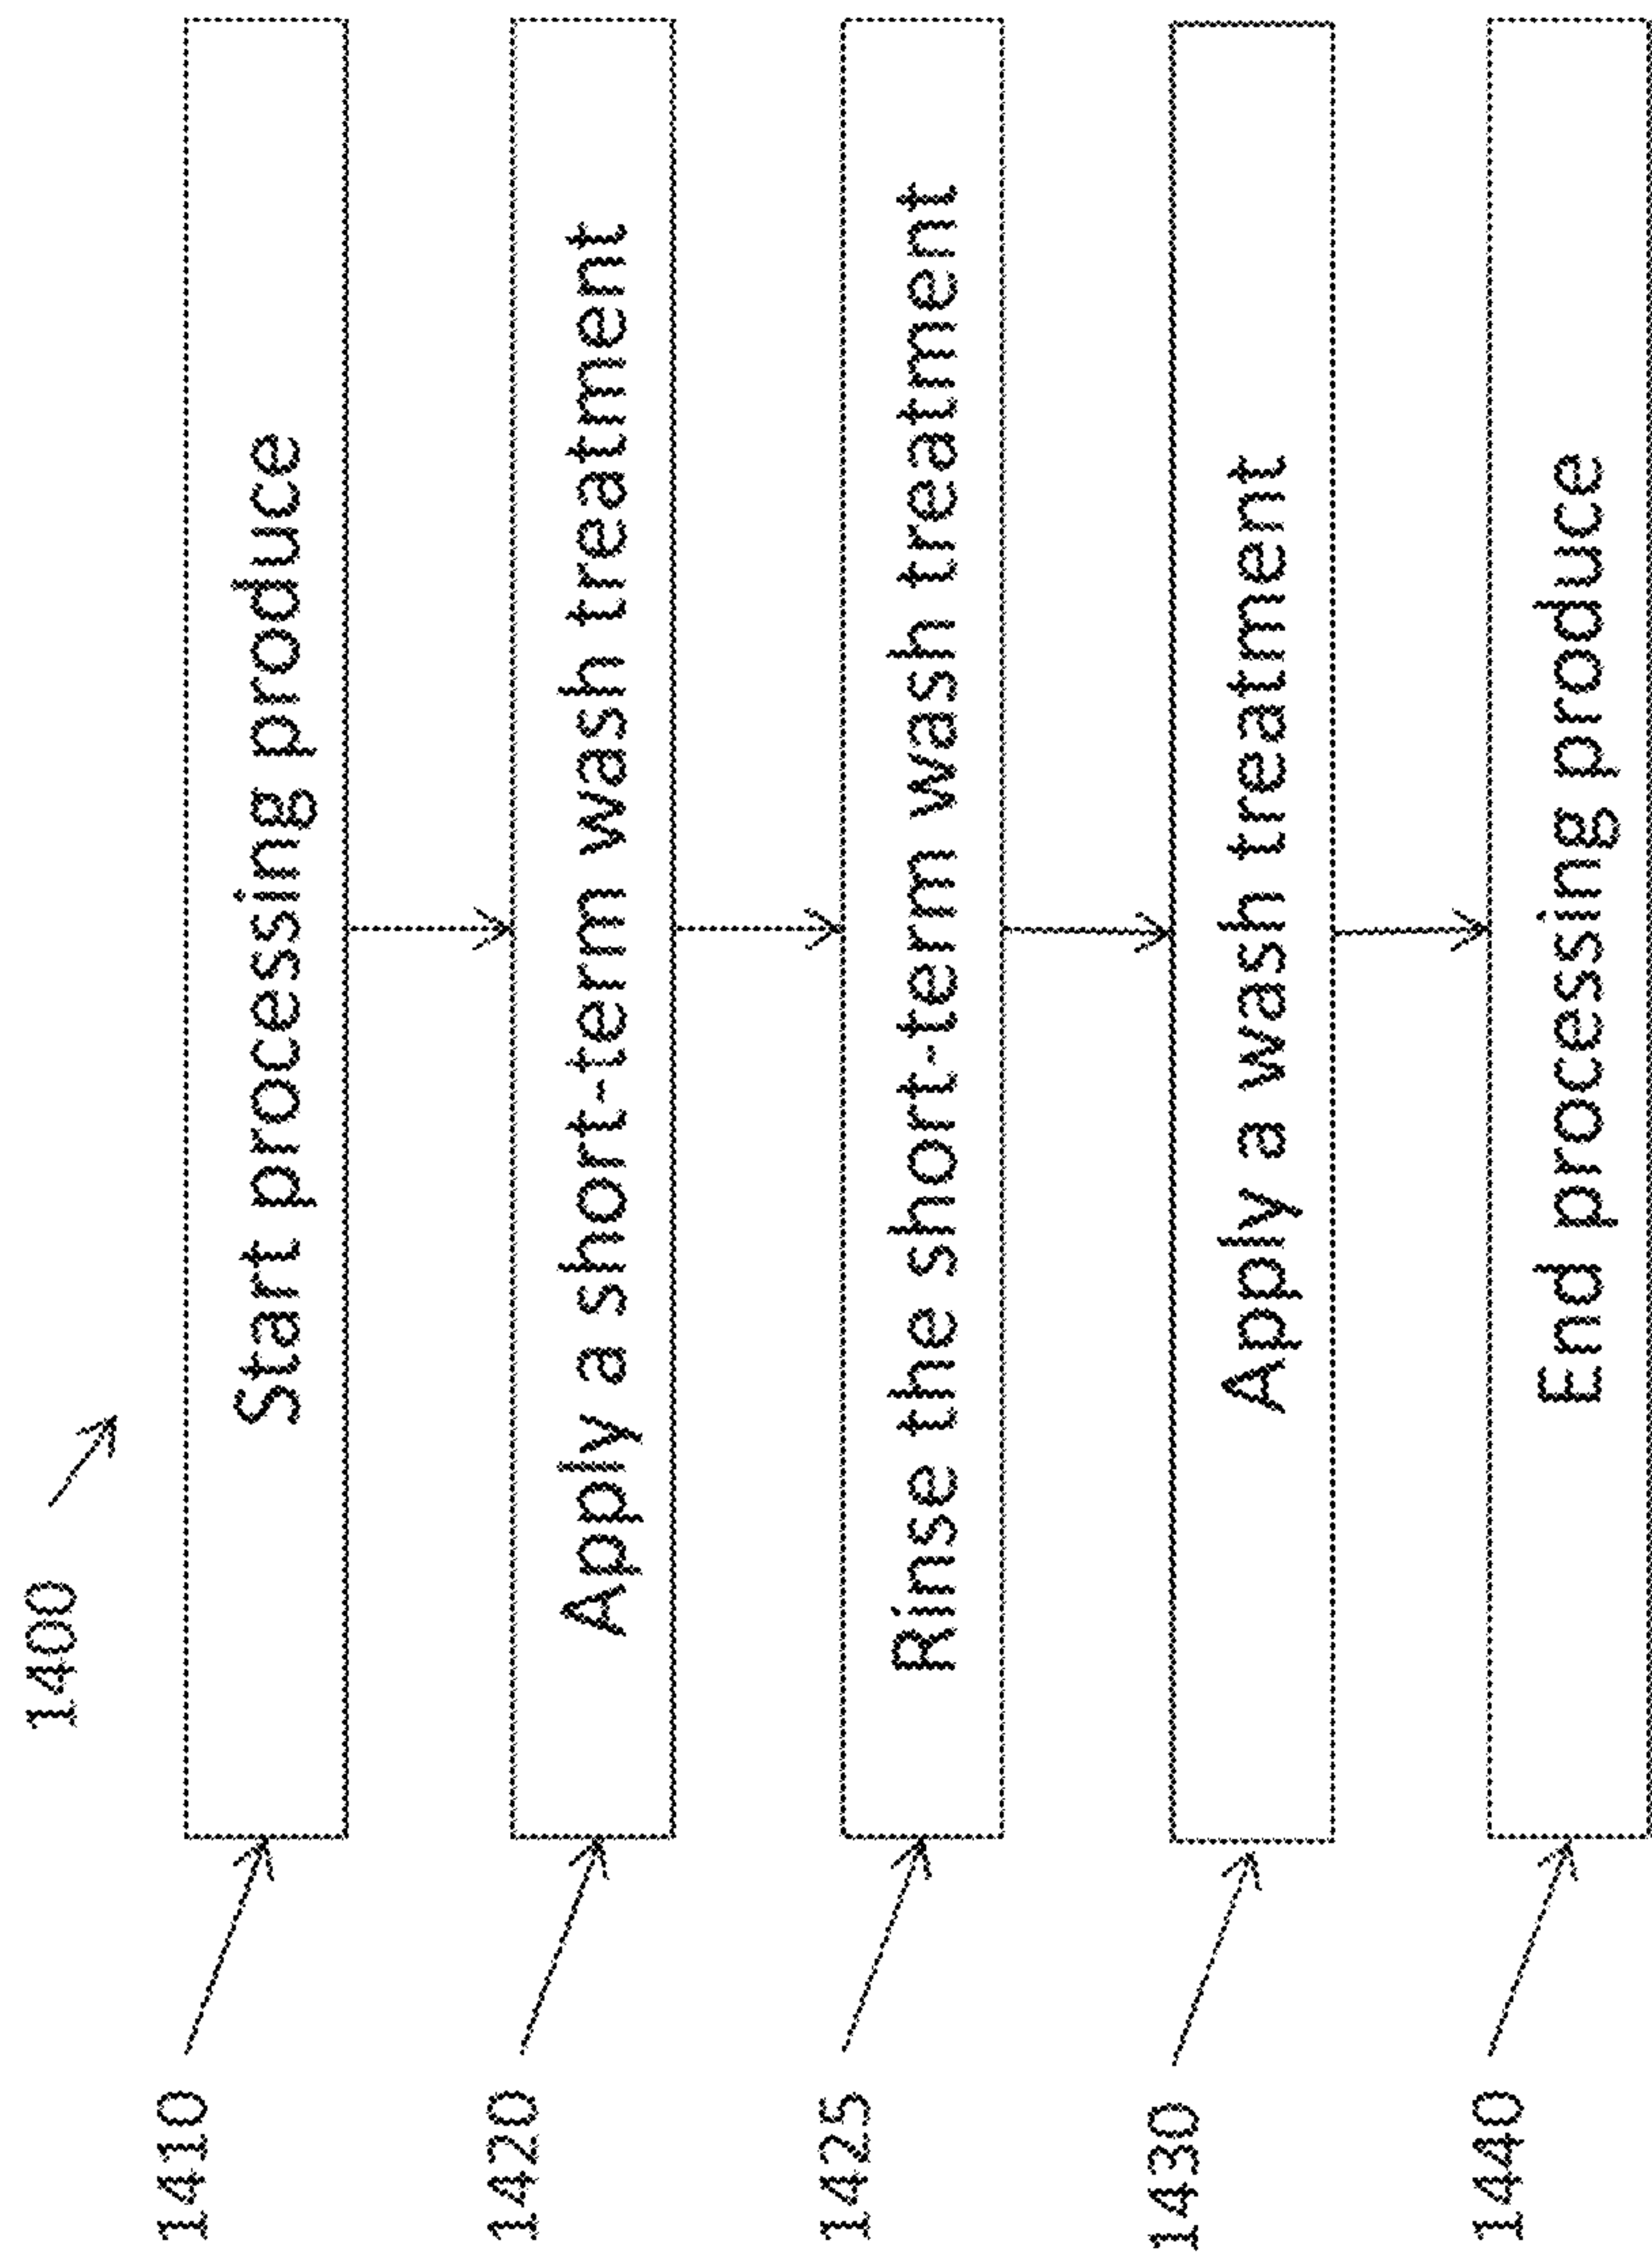 1400
1410
Start processing produce
1420
Apply a short-term wash treatment
1425
Rinse the short-term wash treatment
1430
Apply a wash treatment
1440
End processing produce